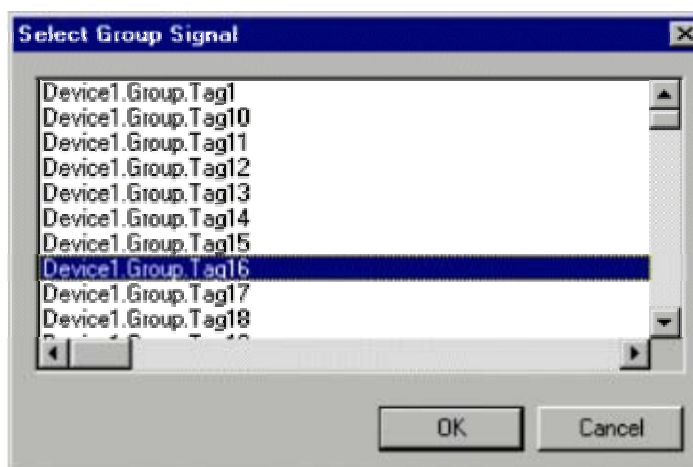 Select Group Signal
Device1.Group.Tag1
Device1.Group.Tag10
Device1.Group.Tag11
Device1.Group.Tag12
Device1.Group.Tag13
Device1.Group.Tag14
Device1.Group.Tag15
Device1.Group.Tag16
Device1.Group.Tag17
Device1.Group.Tag18
OK
Cancel